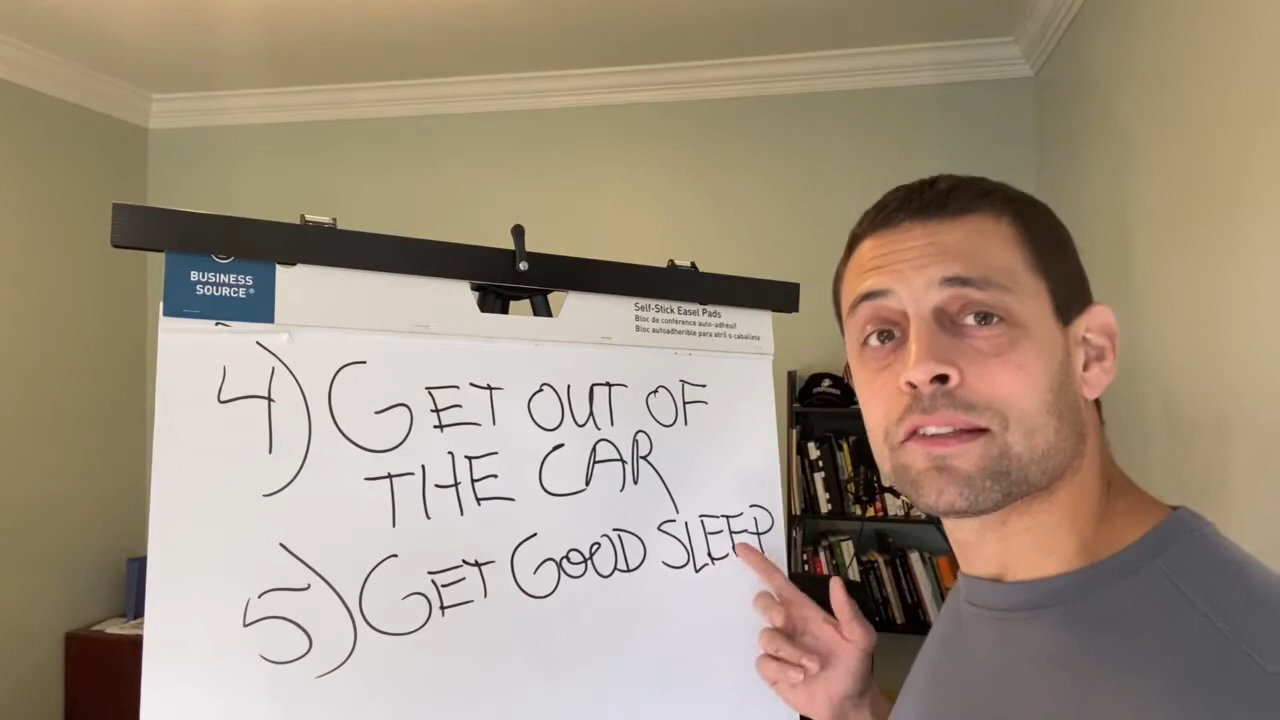 BUSINESS
SOURCE®
Self-Stick Easel Pads
Bloc de conférence auto-adhésif
Bloc autoadherible para atril o caballete
4) GET OUT OF
THE CAR
5) GET GOOD SLEEP